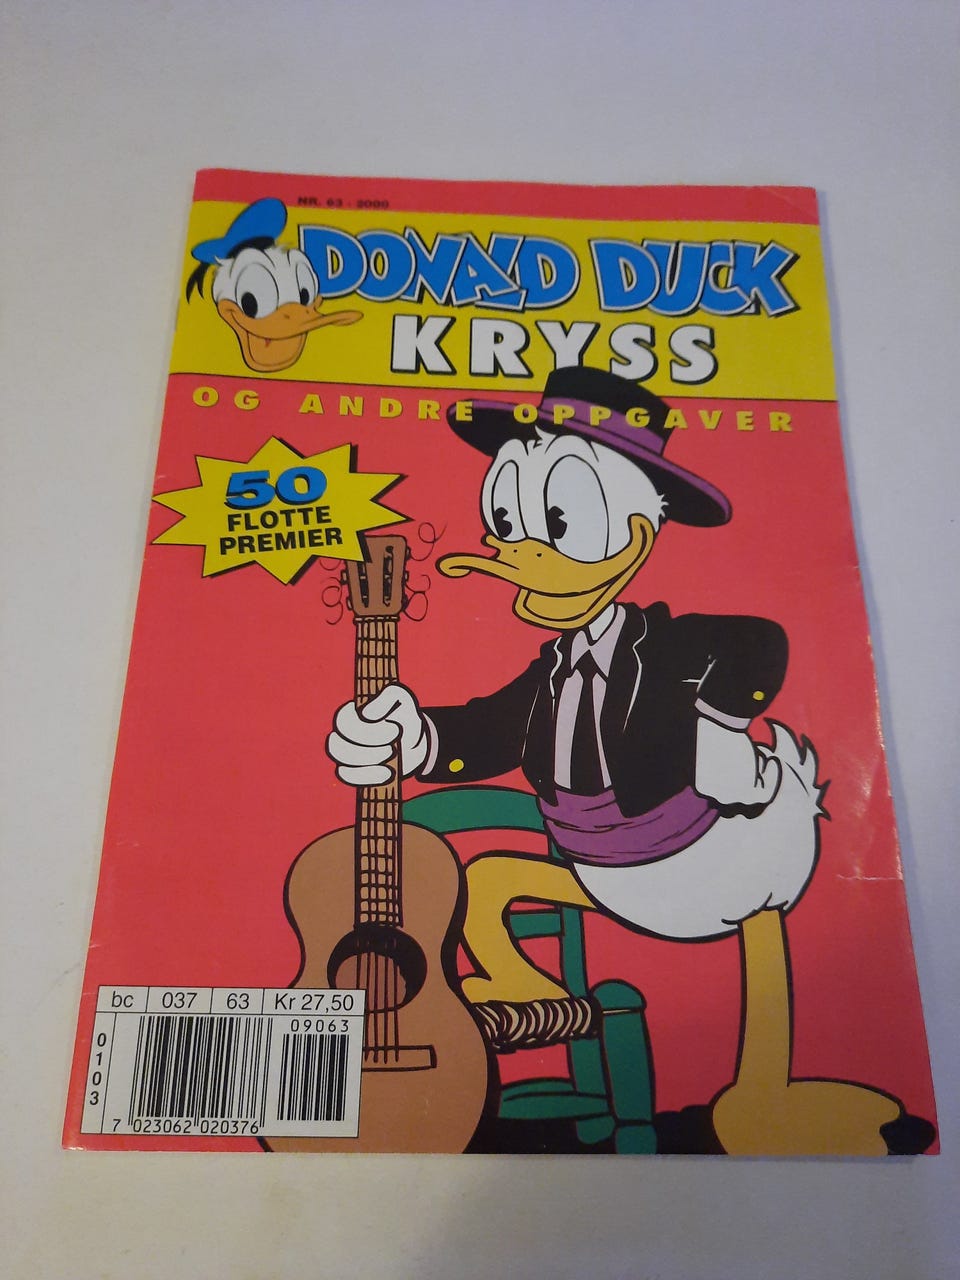 NR. 63 - 2000
DONALD DUCK
KRYSS
OG ANDRE OPPGAVER
50
FLOTTE
PREMIER
bc 037 63 Kr 27,50
09063
0103
7 023062 020376